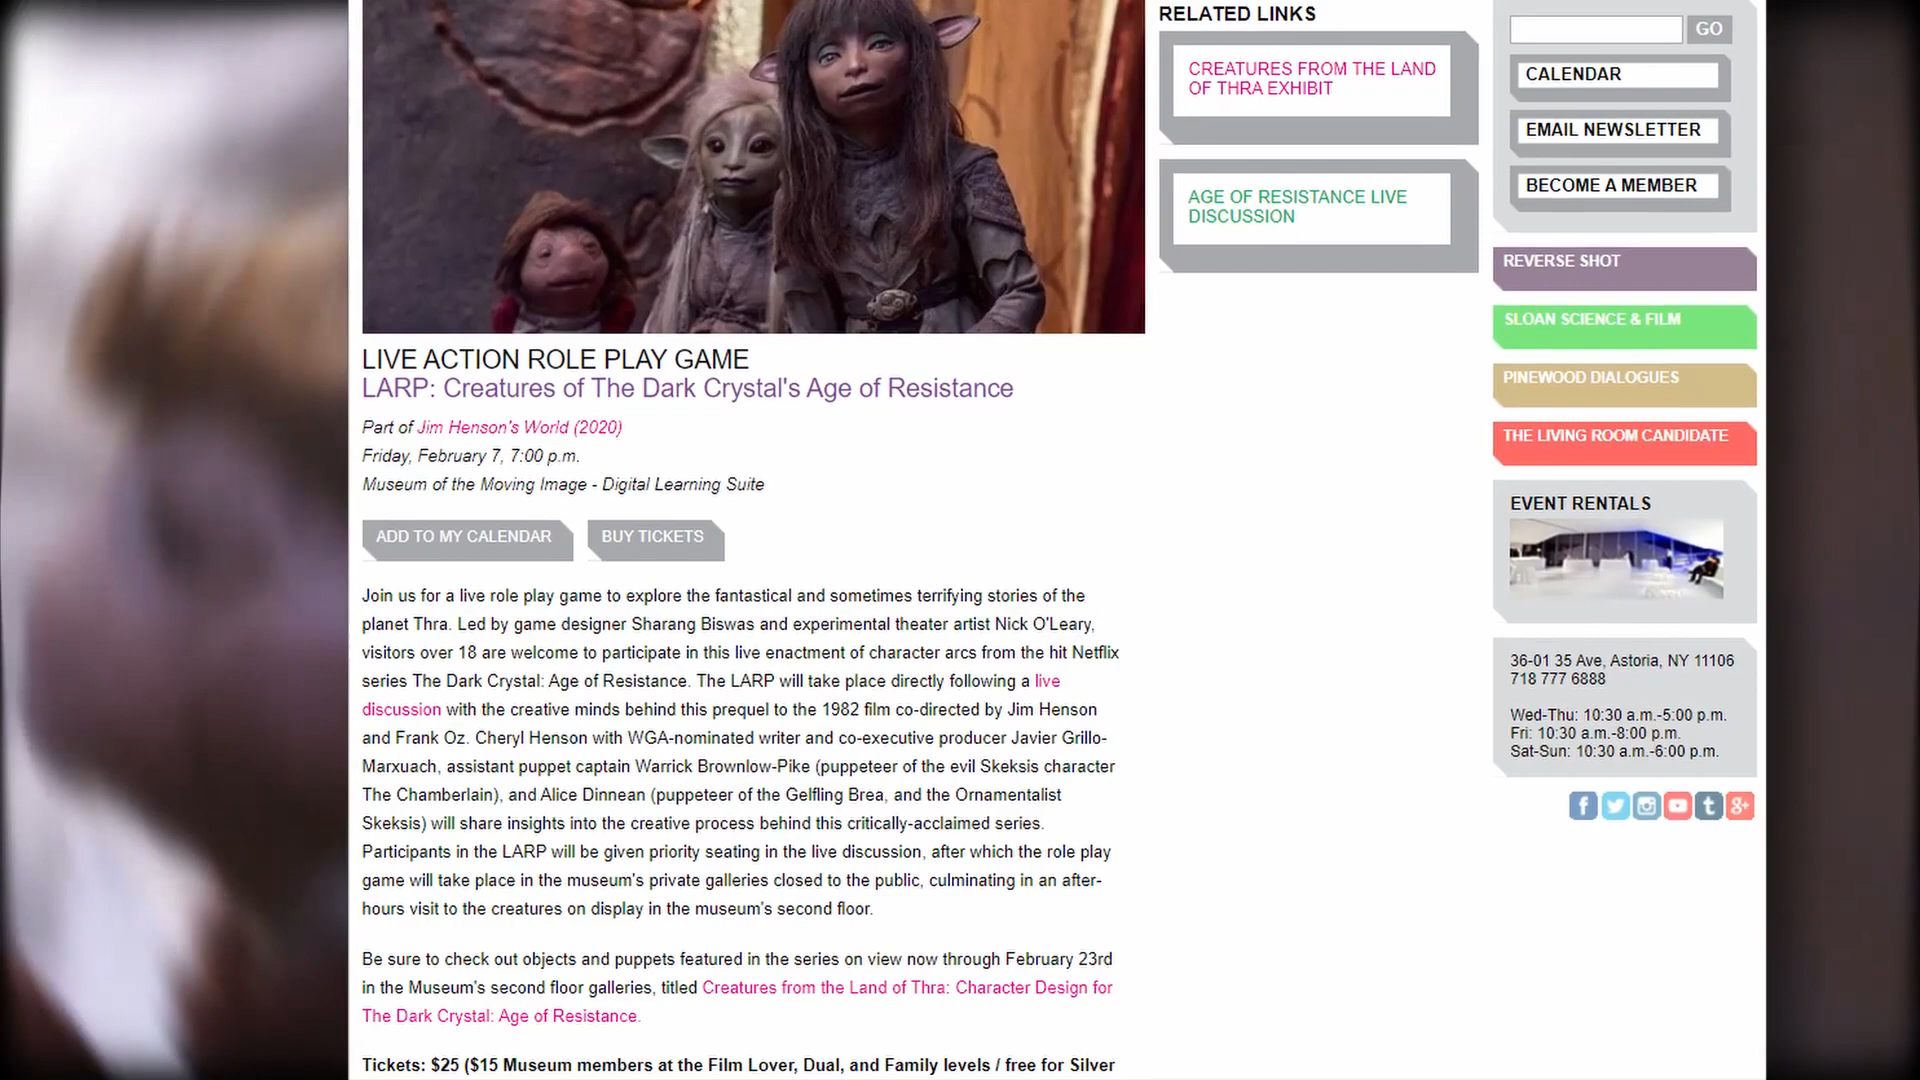 LIVE ACTION ROLE PLAY GAME
LARP: Creatures of The Dark Crystal's Age of Resistance
Part of Jim Henson's World (2020)
Friday, February 7, 7:00 p.m.
Museum of the Moving Image - Digital Learning Suite
ADD TO MY CALENDAR
BUY TICKETS
Join us for a live role play game to explore the fantastical and sometimes terrifying stories of the
planet Thra. Led by game designer Sharang Biswas and experimental theater artist Nick O'Leary,
visitors over 18 are welcome to participate in this live enactment of character arcs from the hit Netflix
series The Dark Crystal: Age of Resistance. The LARP will take place directly following a live
discussion with the creative minds behind this prequel to the 1982 film co-directed by Jim Henson
and Frank Oz. Cheryl Henson with WGA-nominated writer and co-executive producer Javier Grillo-
Marxuach, assistant puppet captain Warrick Brownlow-Pike (puppeteer of the evil Skeksis character
The Chamberlain), and Alice Dinnean (puppeteer of the Gelfling Brea, and the Ornamentalist
Skeksis) will share insights into the creative process behind this critically-acclaimed series.
Participants in the LARP will be given priority seating in the live discussion, after which the role play
game will take place in the museum's private galleries closed to the public, culminating in an after-
hours visit to the creatures on display in the museum's second floor.
Be sure to check out objects and puppets featured in the series on view now through February 23rd
in the Museum's second floor galleries, titled Creatures from the Land of Thra: Character Design for
The Dark Crystal: Age of Resistance.
Tickets: $25 ($15 Museum members at the Film Lover, Dual, and Family levels / free for Silver
RELATED LINKS
CREATURES FROM THE LAND
OF THRA EXHIBIT
AGE OF RESISTANCE LIVE
DISCUSSION
GO
CALENDAR
EMAIL NEWSLETTER
BECOME A MEMBER
REVERSE SHOT
SLOAN SCIENCE & FILM
PINEWOOD DIALOGUES
THE LIVING ROOM CANDIDATE
EVENT RENTALS
36-01 35 Ave, Astoria, NY 11106
718 777 6888
Wed-Thu: 10:30 a.m.-5:00 p.m.
Fri: 10:30 a.m.-8:00 p.m.
Sat-Sun: 10:30 a.m.-6:00 p.m.